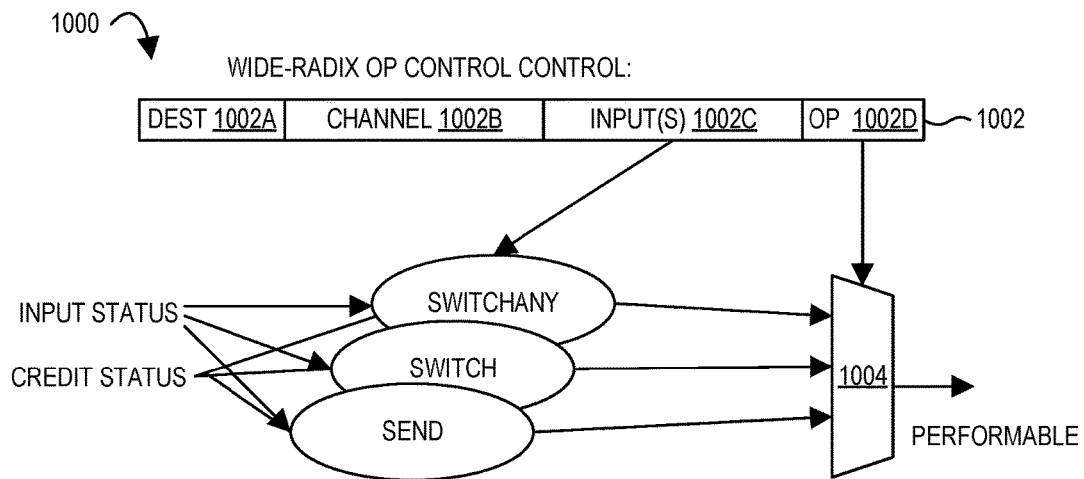 1000
WIDE-RADIX OP CONTROL CONTROL:
DEST 1002A CHANNEL 1002B INPUT(S) 1002C OP 1002D 1002
SWITCHANY
INPUT STATUS
SWITCH
CREDIT STATUS
1004
SEND
PERFORMABLE